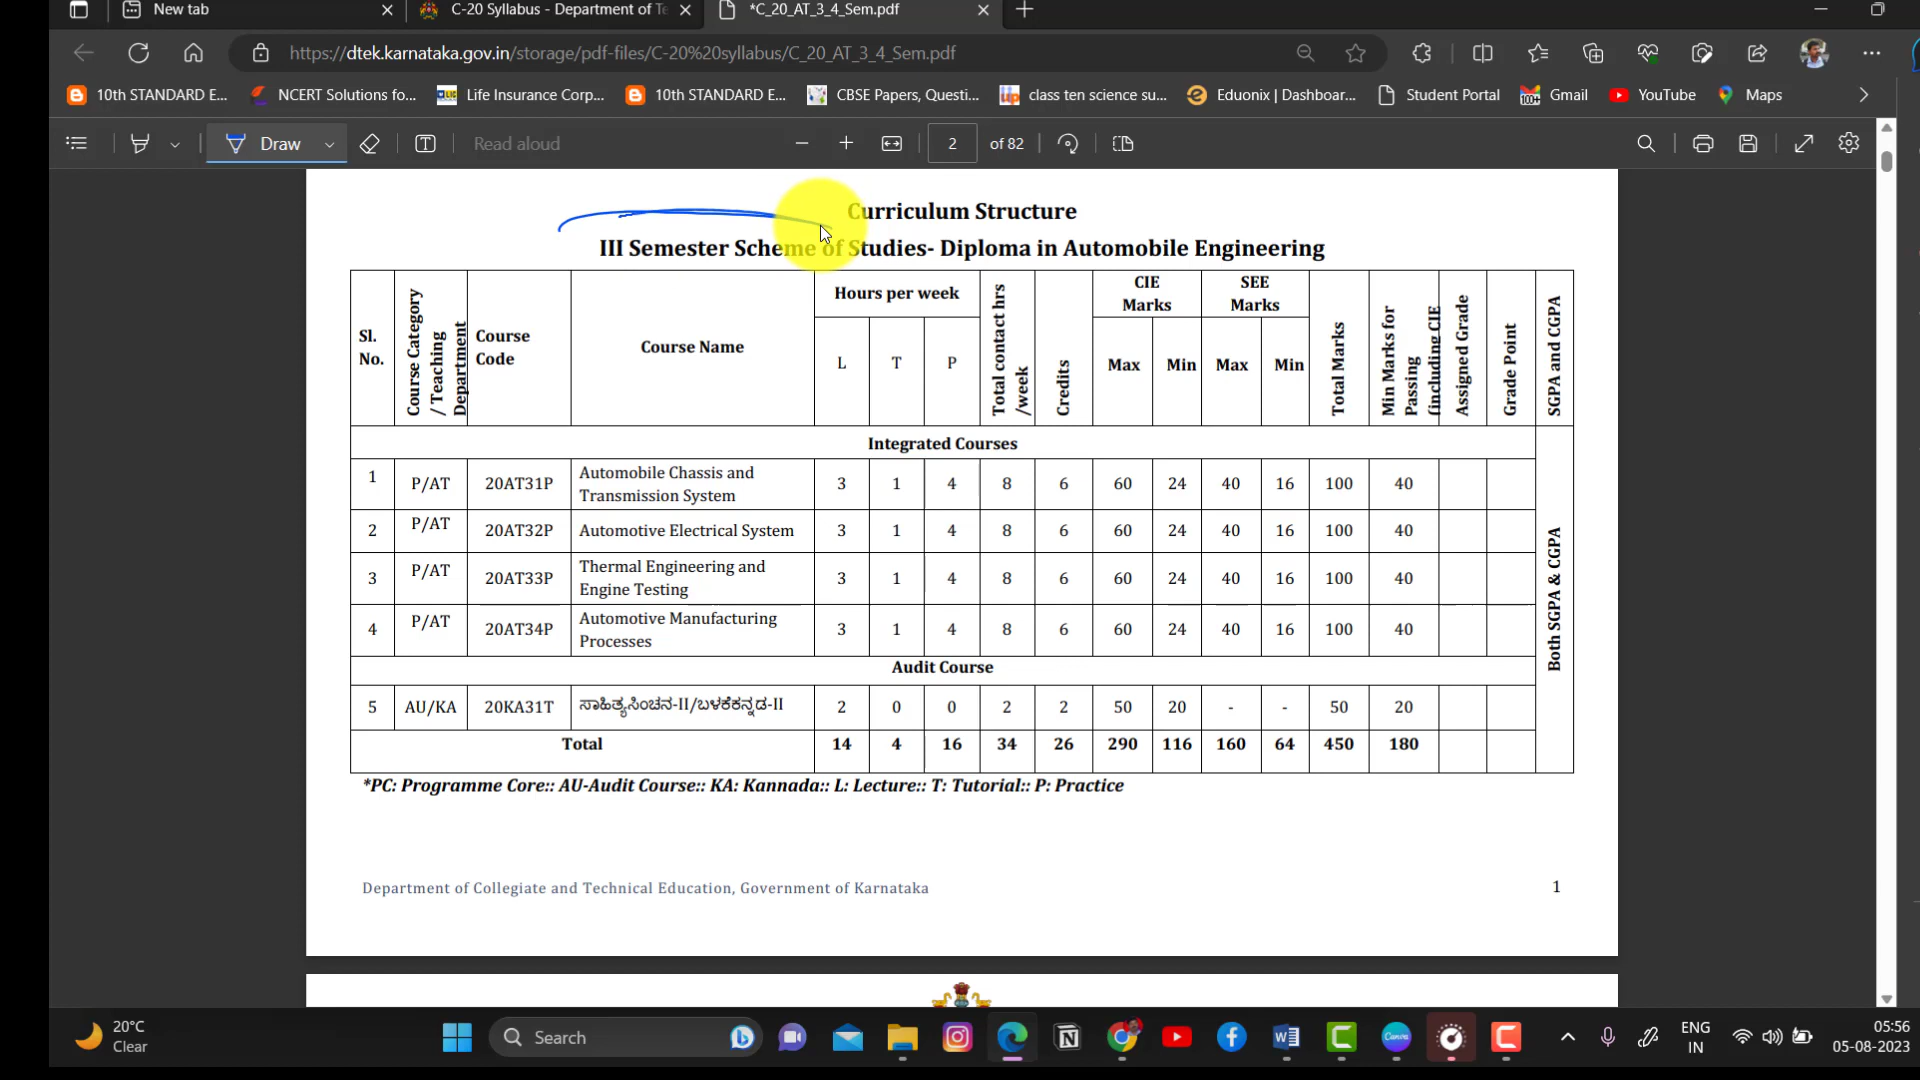 New tab
C-20 Syllabus - Department of Te
*C_20_AT_3_4_Sem.pdf
https://dtek.karnataka.gov.in/storage/pdf-files/C-20%20syllabus/C_20_AT_3_4_Sem.pdf
10th STANDARD E... NCERT Solutions fo... Life Insurance Corp... 10th STANDARD E... CBSE Papers, Questi... class ten science su... Eduonix | Dashboar... Student Portal Gmail YouTube Maps
Draw Read aloud 2 of 82
Curriculum Structure
III Semester Scheme of Studies- Diploma in Automobile Engineering
Sl. No. Course Category / Teaching Department Course Code Course Name Hours per week L T P Total contact hrs /week Credits CIE Marks Max Min SEE Marks Max Min Total Marks Min Marks for Passing (including CIE Assigned Grade Grade Point SGPA and CGPA
Integrated Courses
1 P/AT 20AT31P Automobile Chassis and Transmission System 3 1 4 8 6 60 24 40 16 100 40
2 P/AT 20AT32P Automotive Electrical System 3 1 4 8 6 60 24 40 16 100 40
3 P/AT 20AT33P Thermal Engineering and Engine Testing 3 1 4 8 6 60 24 40 16 100 40
4 P/AT 20AT34P Automotive Manufacturing Processes 3 1 4 8 6 60 24 40 16 100 40
Both SGPA & CGPA
Audit Course
5 AU/KA 20KA31T ಸಾಹಿತ್ಯಸಿಂಚನ-II/ಬಳಕೆಕನ್ನಡ-II 2 0 0 2 2 50 20 - - 50 20
Total 14 4 16 34 26 290 116 160 64 450 180
*PC: Programme Core:: AU-Audit Course:: KA: Kannada:: L: Lecture:: T: Tutorial:: P: Practice
Department of Collegiate and Technical Education, Government of Karnataka 1
20°C
Clear
Search
ENG
IN
05:56
05-08-2023